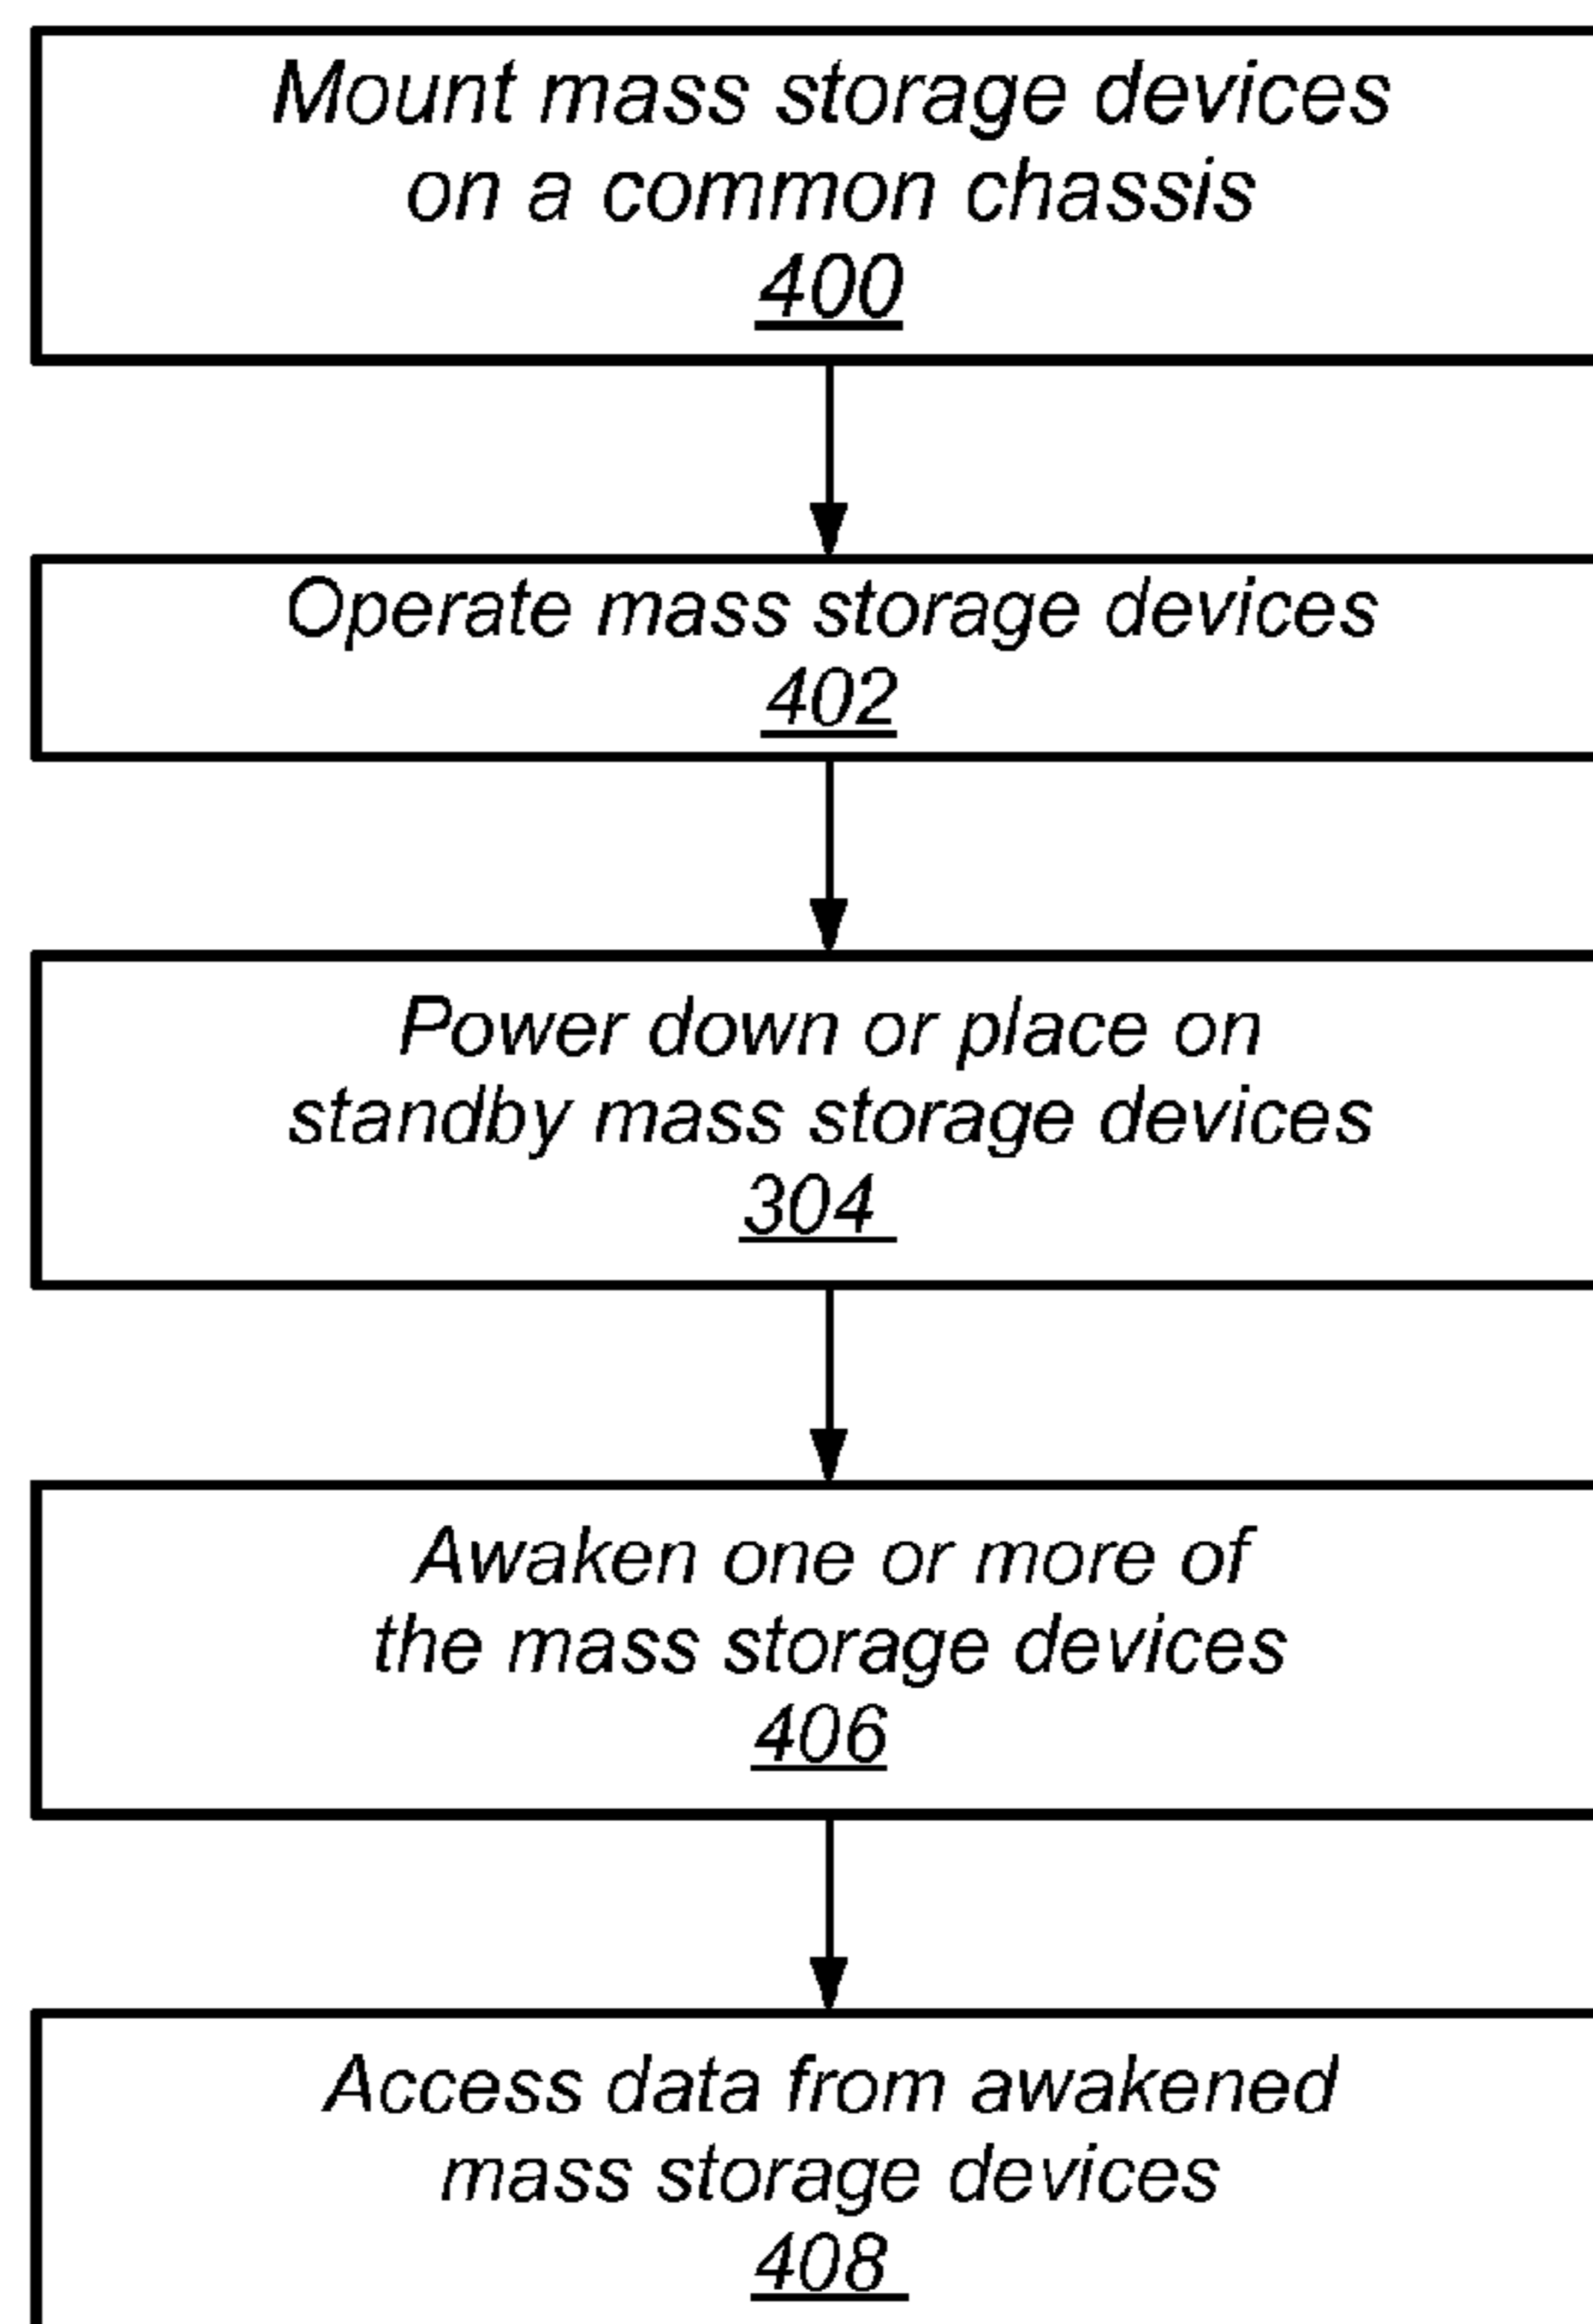 Mount mass storage devices
on a common chassis
400
Operate mass storage devices
402
Power down or place on
standby mass storage devices
304
Awaken one or more of
the mass storage devices
406
Access data from awakened
mass storage devices
408